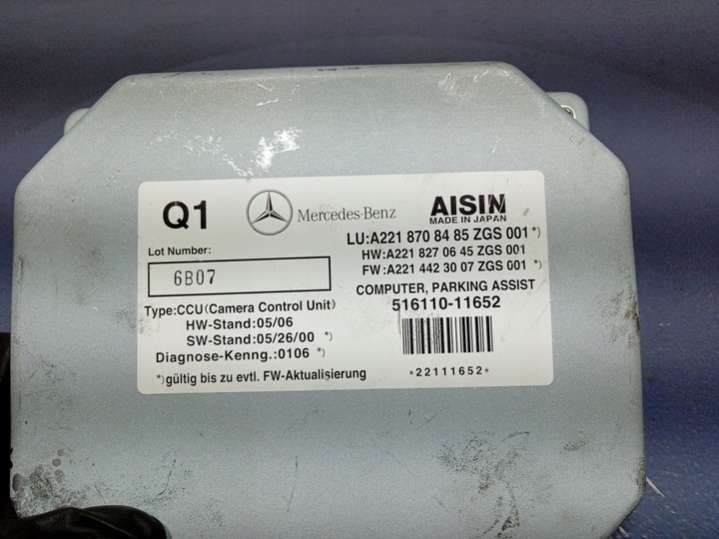 Q1
Mercedes-Benz
AISIN
MADE IN JAPAN
Lot Number:
6B07
LU:A221 870 84 85 ZGS 001 *)
HW:A221 827 06 45 ZGS 001
FW:A221 442 30 07 ZGS 001 *)
COMPUTER, PARKING ASSIST
516110-11652
Type:CCU(Camera Control Unit)
HW-Stand:05/06
SW-Stand:05/26/00 *)
Diagnose-Kenng.:0106 *)
*)gültig bis zu evtl. FW-Aktualisierung
*22111652*